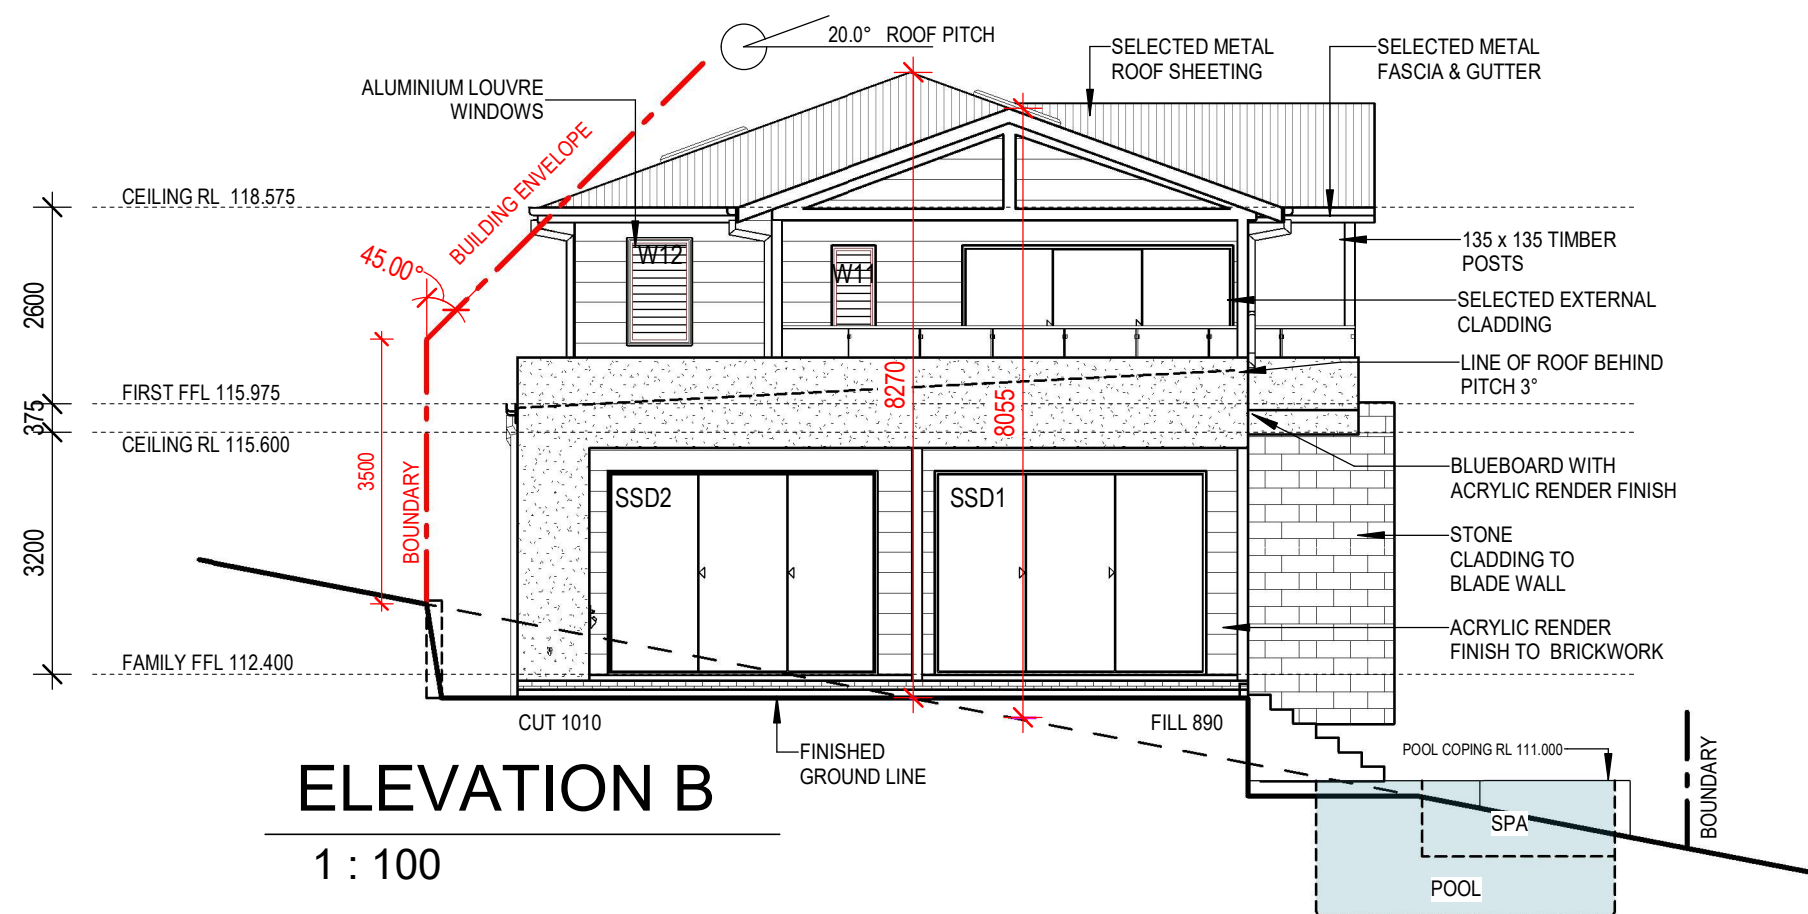 20.0° ROOF PITCH
SELECTED METAL
ROOF SHEETING
SELECTED METAL
FASCIA & GUTTER
ALUMINIUM LOUVRE
WINDOWS
BUILDING ENVELOPE
CEILING RL 118.575
45.00°
W12
W11
135 x 135 TIMBER
POSTS
2600
SELECTED EXTERNAL
CLADDING
LINE OF ROOF BEHIND
PITCH 3°
FIRST FFL 115.975
8270
8055
375
CEILING RL 115.600
3500
BOUNDARY
BLUEBOARD WITH
ACRYLIC RENDER FINISH
SSD2
SSD1
3200
STONE
CLADDING TO
BLADE WALL
ACRYLIC RENDER
FINISH TO BRICKWORK
FAMILY FFL 112.400
CUT 1010
FILL 890
FINISHED
GROUND LINE
POOL COPING RL 111.000
BOUNDARY
ELEVATION B
SPA
1 : 100
POOL